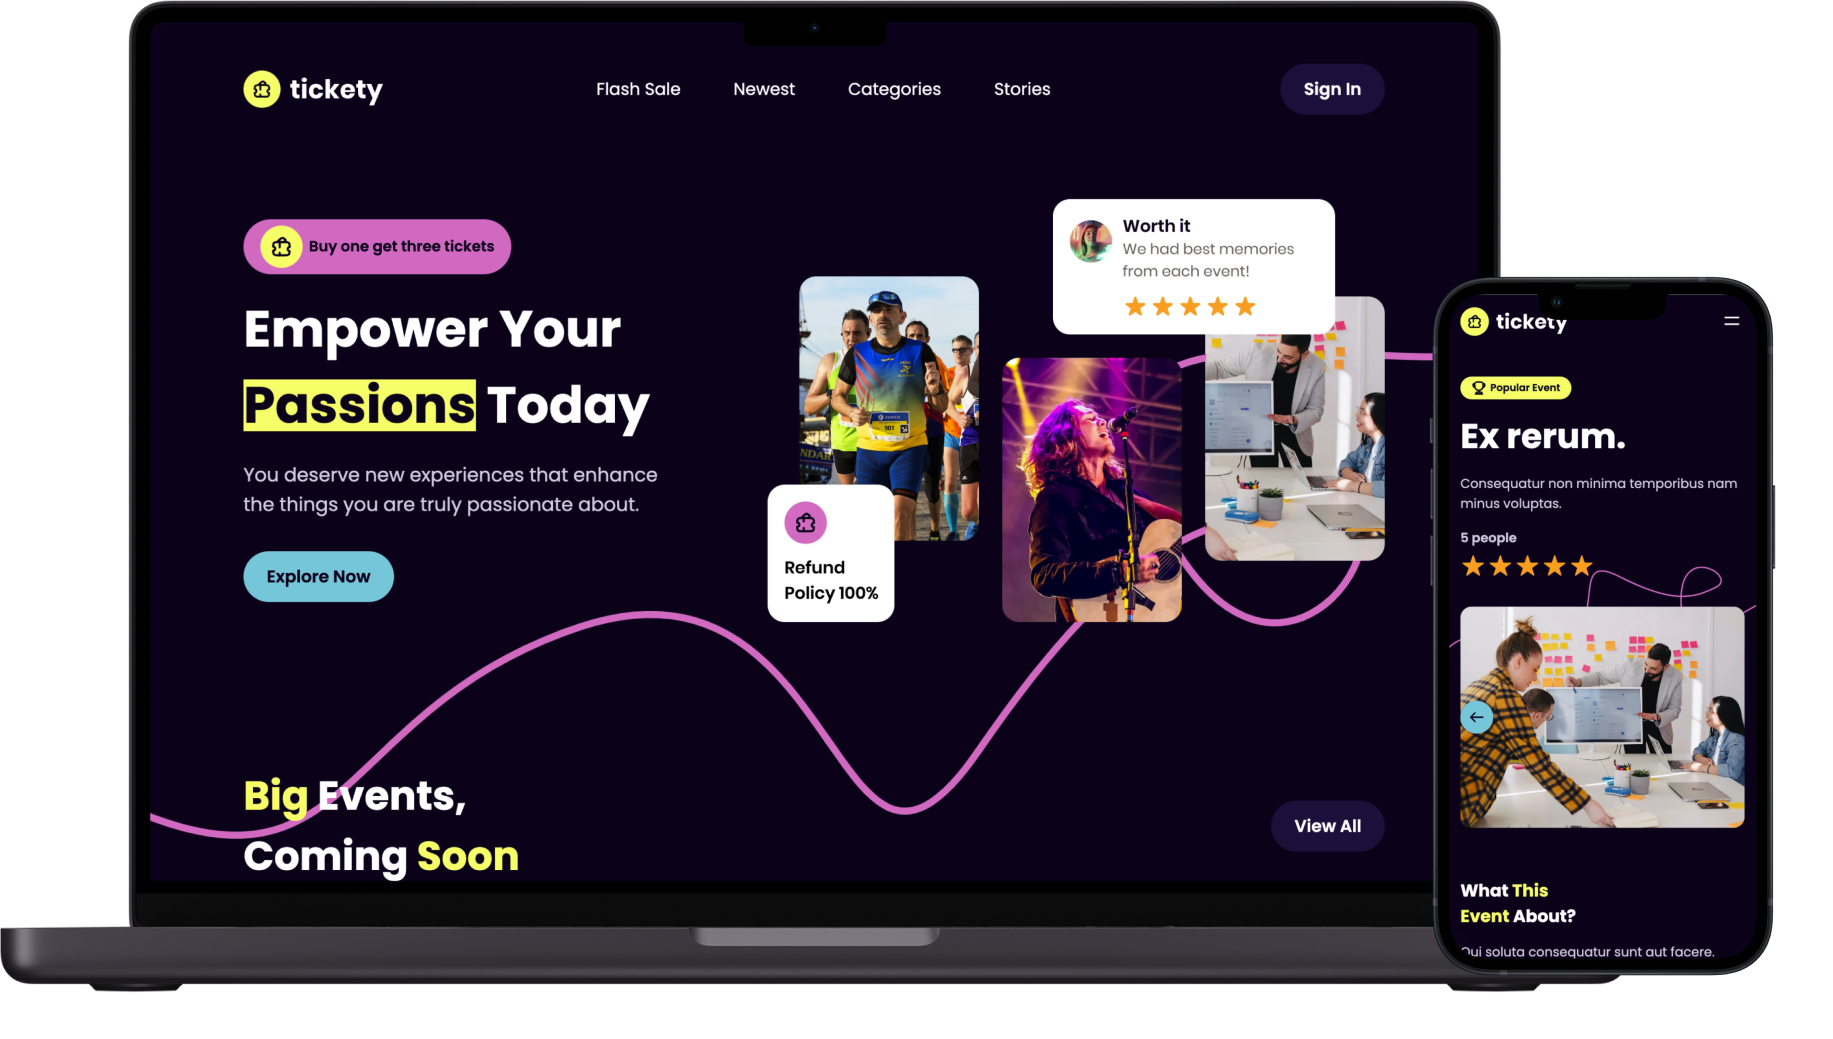 tickety
Flash Sale
Newest
Categories
Stories
Sign In
Buy one get three tickets
Empower Your
Passions Today
You deserve new experiences that enhance
the things you are truly passionate about.
Explore Now
Worth it
We had best memories
from each event!
ZURICH
901
Refund
Policy 100%
Big Events,
Coming Soon
View All
tickety
Popular Event
Ex rerum.
Consequatur non minima temporibus nam
minus voluptas.
5 people
What This
Event About?
Qui soluta consequatur sunt aut facere.